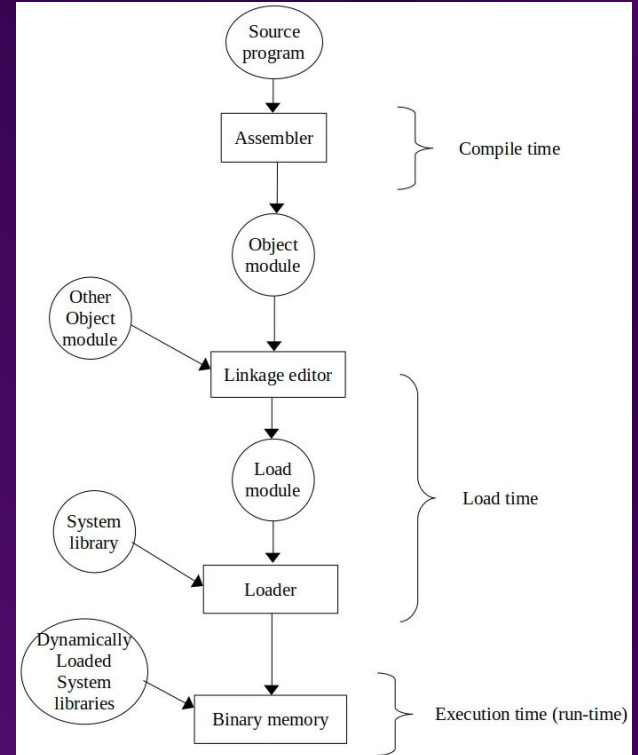 Source
program
Assembler
Compile time
Object
module
Other
Object
module
Linkage editor
Load
module
Load time
System
library
Loader
Dynamically
Loaded
System
libraries
Binary memory
Execution time (run-time)